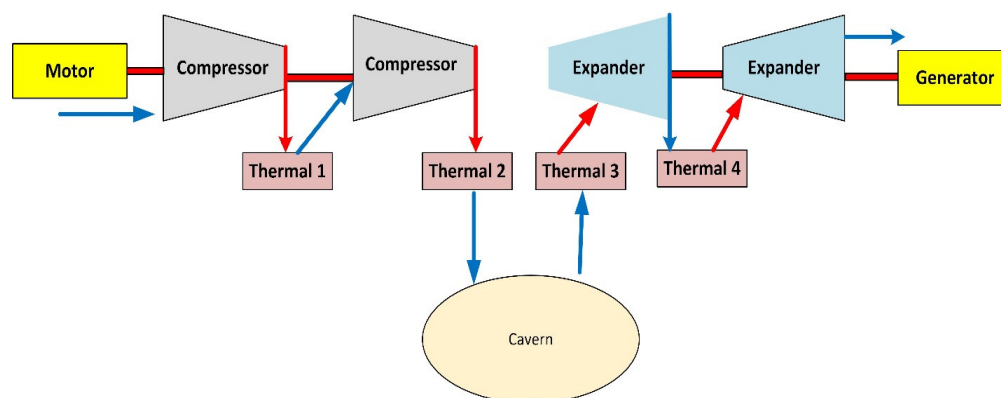 Motor
Compressor
Compressor
Expander
Expander
Generator
Thermal 1
Thermal 2
Thermal 3
Thermal 4
Cavern